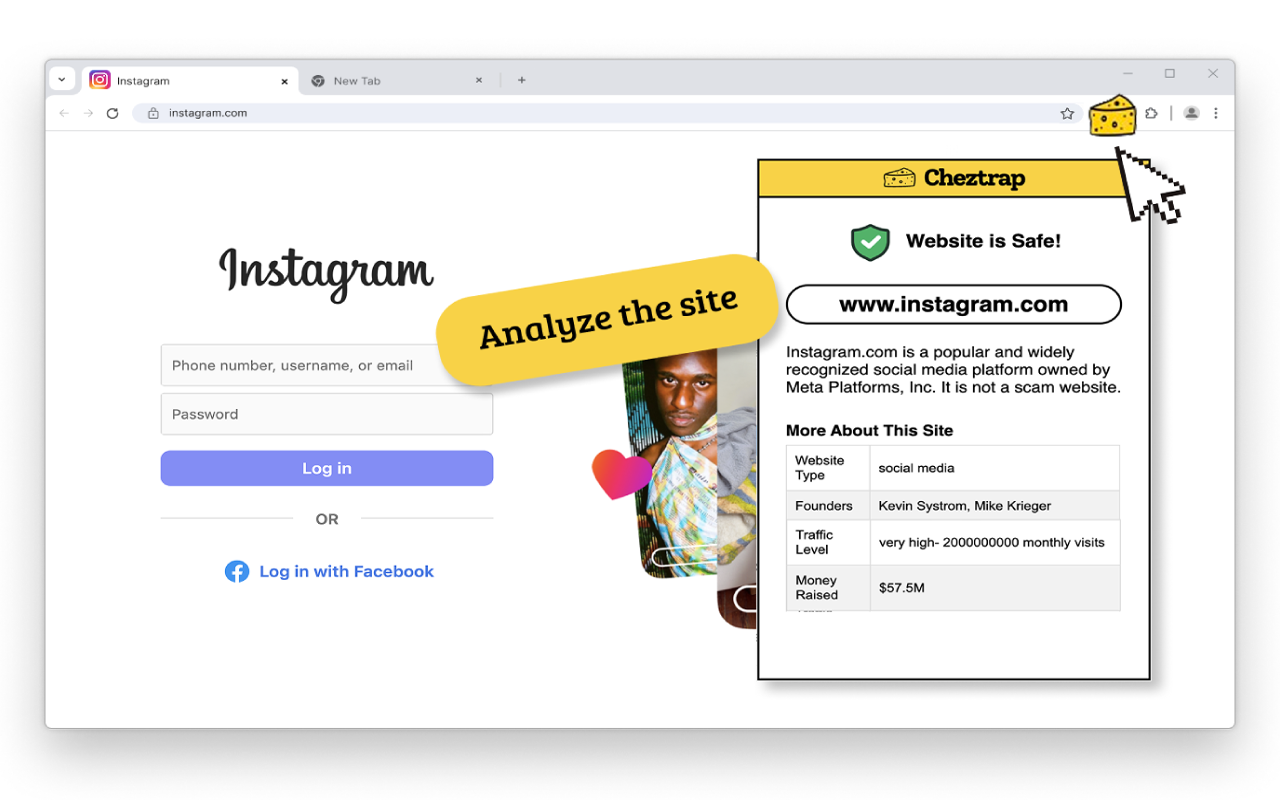 Instagram
New Tab
instagram.com
Cheztrap
Website is Safe!
www.instagram.com
Instagram.com is a popular and widely
recognized social media platform owned by
Meta Platforms, Inc. It is not a scam website.
More About This Site
Website
Type
social media
Founders
Kevin Systrom, Mike Krieger
Traffic
Level
very high- 2000000000 monthly visits
Money
Raised
$57.5M
Analyze the site
Instagram
Phone number, username, or email
Password
Log in
OR
Log in with Facebook